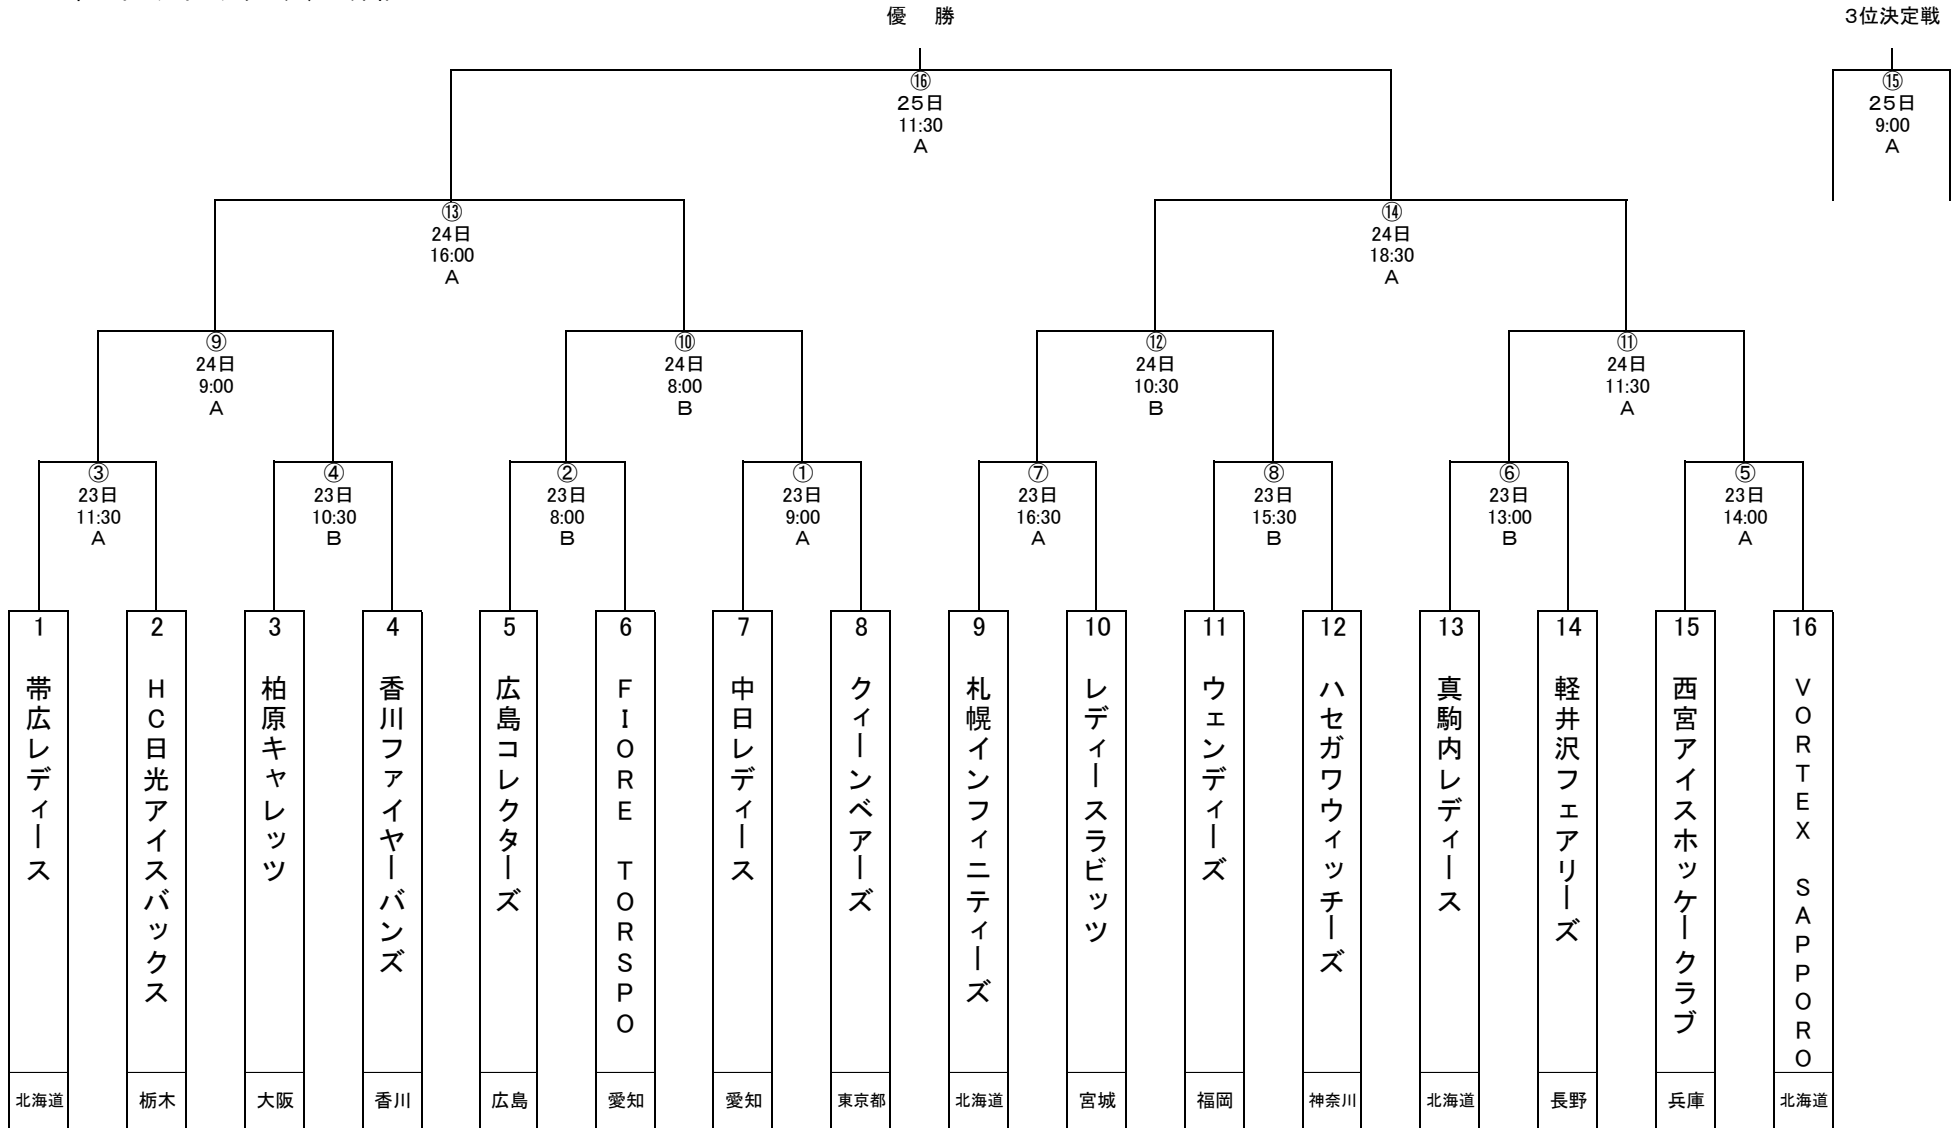 優 勝
3位決定戦
⑯
25日
11:30
A
⑮
25日
9:00
A
⑬
24日
16:00
A
⑭
24日
18:30
A
⑨
24日
9:00
A
⑩
24日
8:00
B
⑫
24日
10:30
B
⑪
24日
11:30
A
③
23日
11:30
A
④
23日
10:30
B
②
23日
8:00
B
①
23日
9:00
A
⑦
23日
16:30
A
⑧
23日
15:30
B
⑥
23日
13:00
B
⑤
23日
14:00
A
1
帯広レディース
北海道
2
HC日光アイスバックス
栃木
3
柏原キャレッツ
大阪
4
香川ファイヤーバンズ
香川
5
広島コレクターズ
広島
6
FIORE TORSPO
愛知
7
中日レディース
愛知
8
クィーンベアーズ
東京都
9
札幌インフィニティーズ
北海道
10
レディースラビッツ
宮城
11
ウェンディーズ
福岡
12
ハセガワウィッチーズ
神奈川
13
真駒内レディース
北海道
14
軽井沢フェアリーズ
長野
15
西宮アイスホッケークラブ
兵庫
16
VORTEX SAPPORO
北海道